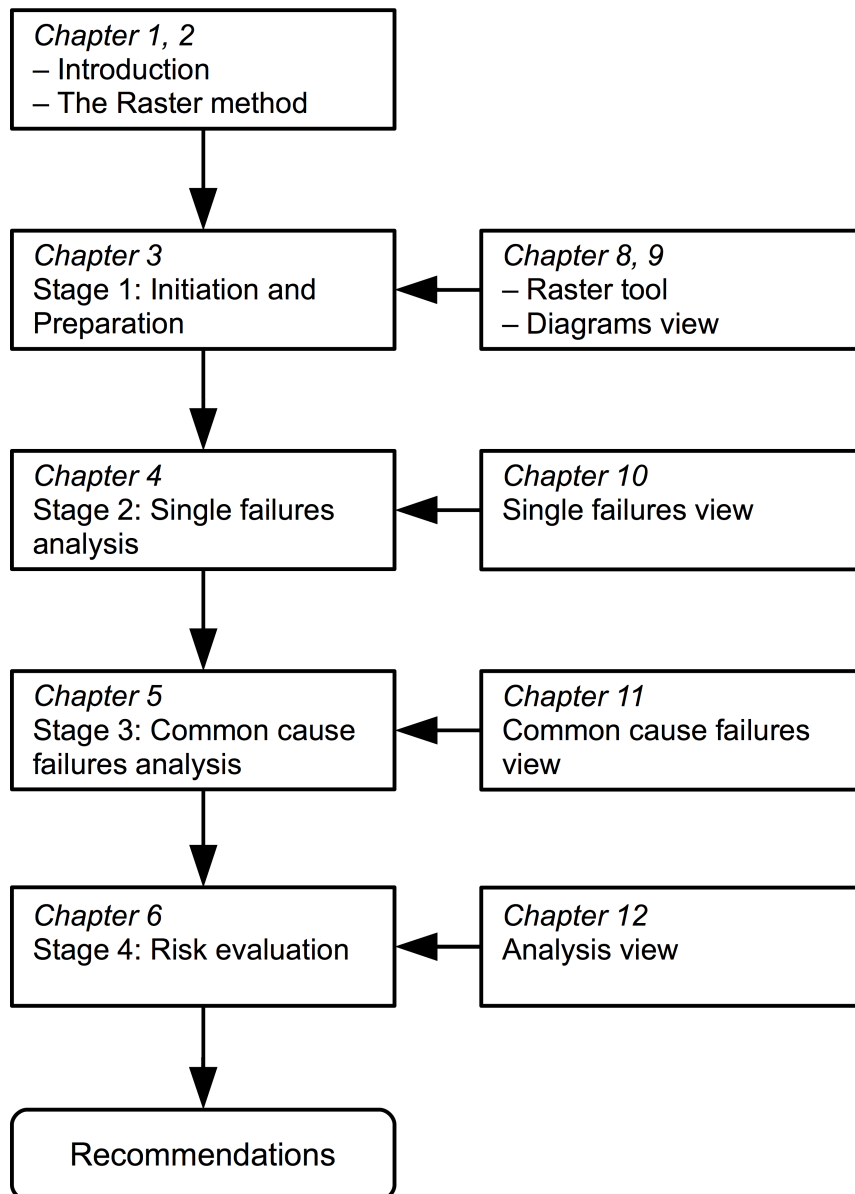 Chapter 1, 2
– Introduction
– The Raster method
Chapter 3
Stage 1: Initiation and
Preparation
Chapter 8, 9
– Raster tool
– Diagrams view
Chapter 4
Stage 2: Single failures
analysis
Chapter 10
Single failures view
Chapter 5
Stage 3: Common cause
failures analysis
Chapter 11
Common cause failures
view
Chapter 6
Stage 4: Risk evaluation
Chapter 12
Analysis view
Recommendations